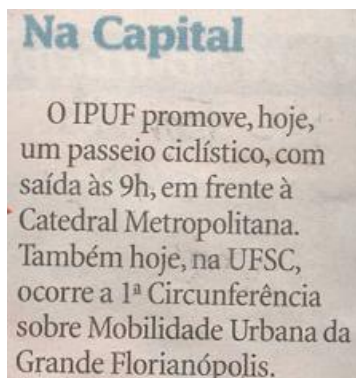 Na Capital
O IPUF promove, hoje,
um passeio ciclístico, com
saída às 9h, em frente à
Catedral Metropolitana.
Também hoje, na UFSC,
ocorre a 1ª Circunferência
sobre Mobilidade Urbana da
Grande Florianópolis.